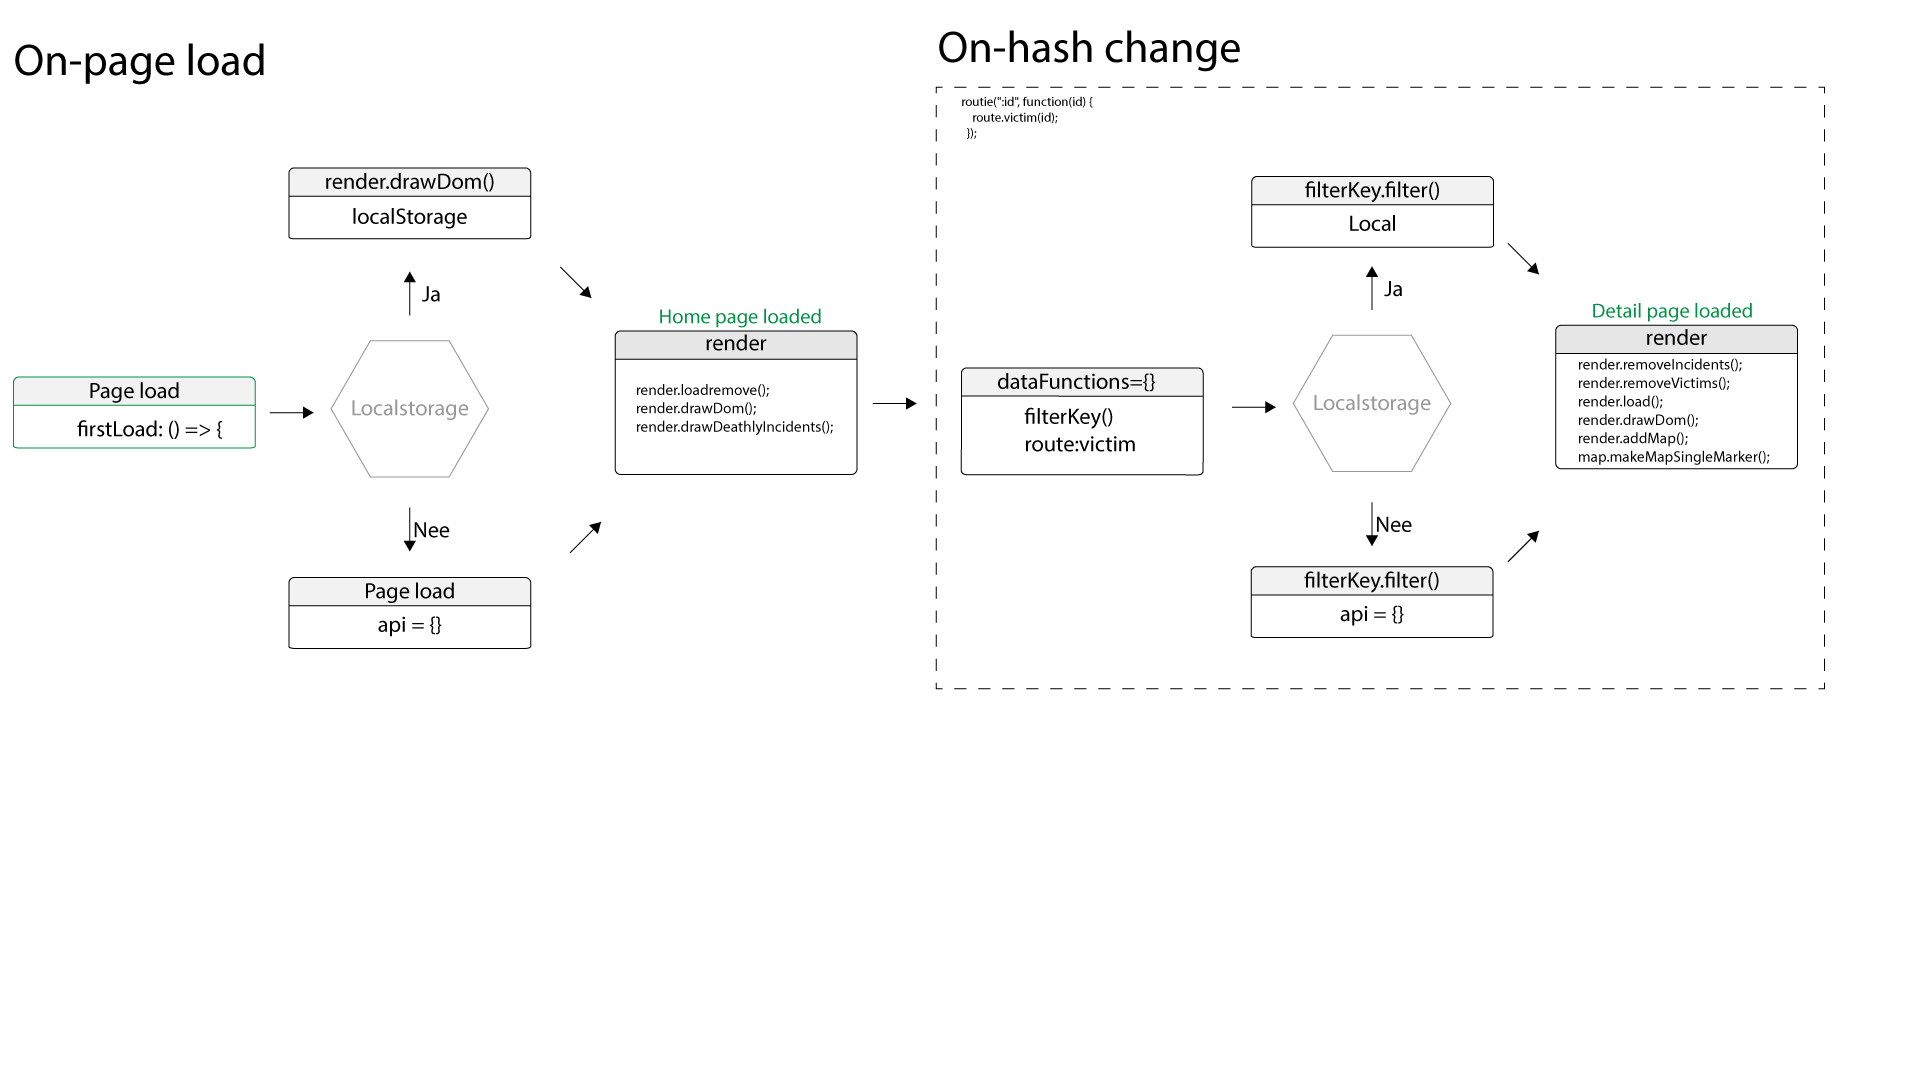 On-page load
render.drawDom()
localStorage
Ja
Localstorage
Page load
firstLoad: () => {
Nee
Page load
api = {}
Home page loaded
render
render.loadremove();
render.drawDom();
render.drawDeathlyIncidents();
On-hash change
routie(":id", function(id) {
route.victim(id);
});
dataFunctions={}
filterKey()
route:victim
filterKey.filter()
Local
Ja
Localstorage
Nee
filterKey.filter()
api = {}
Detail page loaded
render
render.removeIncidents();
render.removeVictims();
render.load();
render.drawDom();
render.addMap();
map.makeMapSingleMarker();